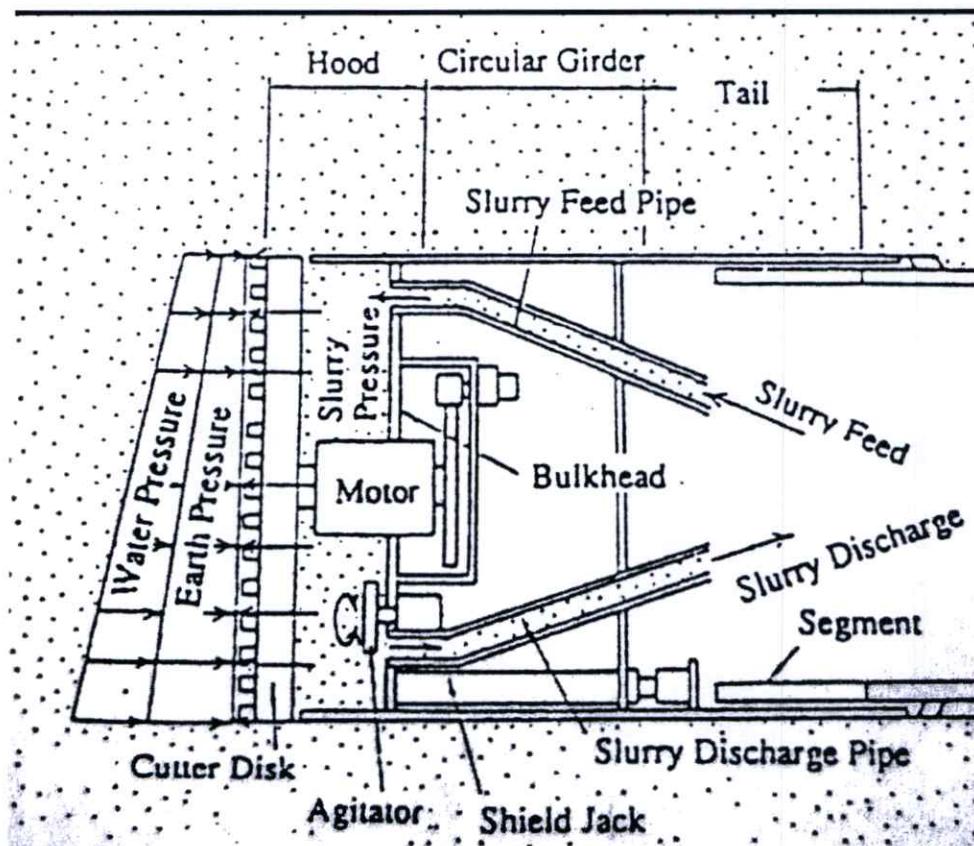 Hood
Circular Girder
Tail
Slurry Feed Pipe
Slurry
Pressure
Water Pressure
Earth Pressure
Slurry Feed
Motor
Bulkhead
Slurry Discharge
Segment
Cutter Disk
Slurry Discharge Pipe
Agitator
Shield Jack